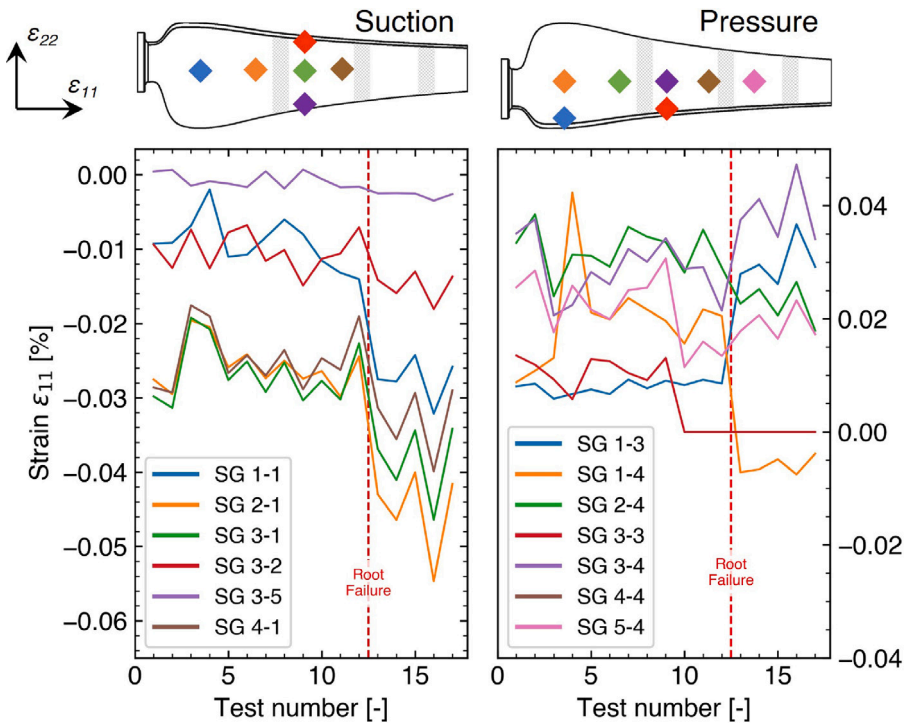 Suction Pressure
ε22
ε11
0.00
−0.01
−0.02
−0.03
−0.04
−0.05
−0.06
Strain ε11 [%]
SG 1-1
SG 2-1
SG 3-1
SG 3-2
SG 3-5
SG 4-1
Root
Failure
0 5 10 15
Test number [-]
SG 1-3
SG 1-4
SG 2-4
SG 3-3
SG 3-4
SG 4-4
SG 5-4
Root
Failure
0 5 10 15
Test number [-]
0.04
0.02
0.00
−0.02
−0.04